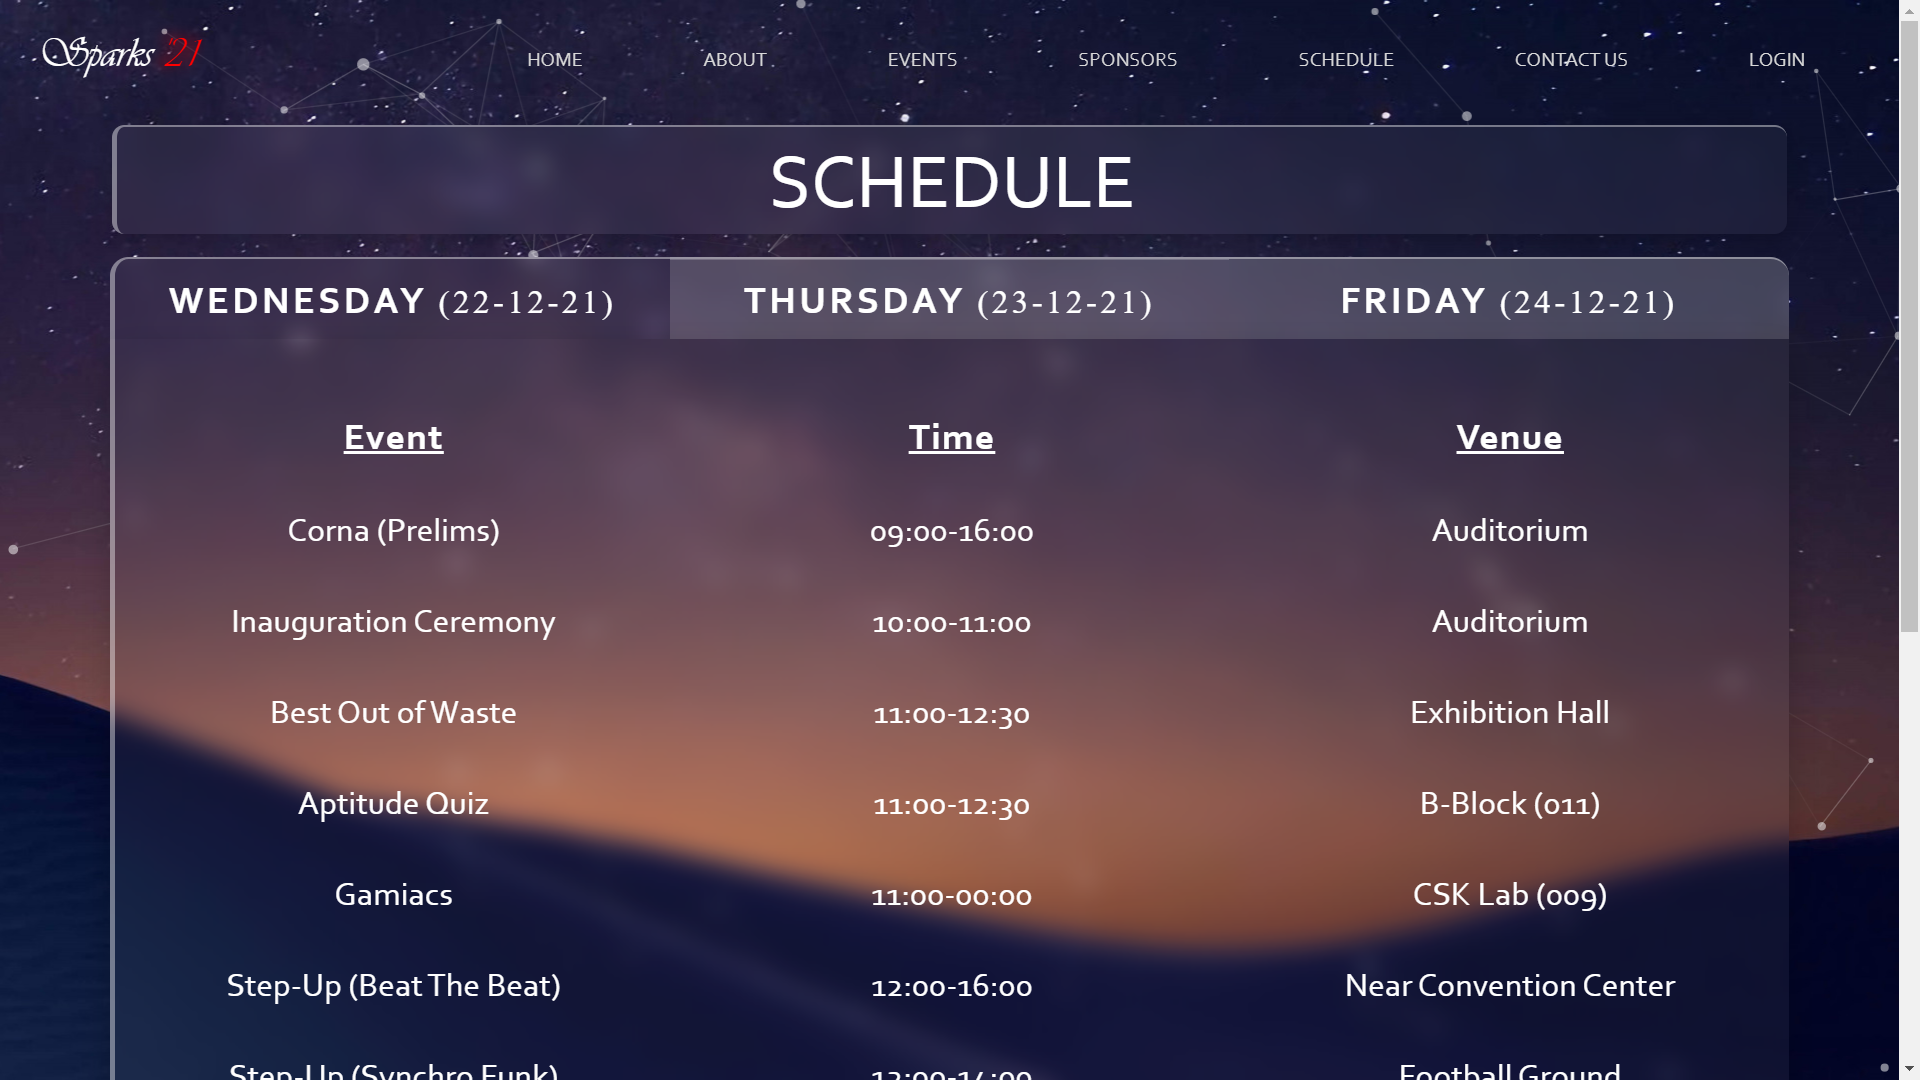 Sparks '21
HOME ABOUT EVENTS SPONSORS SCHEDULE CONTACT US LOGIN
SCHEDULE
WEDNESDAY (22-12-21) THURSDAY (23-12-21) FRIDAY (24-12-21)
Event Time Venue
Corna (Prelims) 09:00-16:00 Auditorium
Inauguration Ceremony 10:00-11:00 Auditorium
Best Out of Waste 11:00-12:30 Exhibition Hall
Aptitude Quiz 11:00-12:30 B-Block (011)
Gamiacs 11:00-00:00 CSK Lab (009)
Step-Up (Beat The Beat) 12:00-16:00 Near Convention Center
Step-Up (Synchro Funk) Football Ground